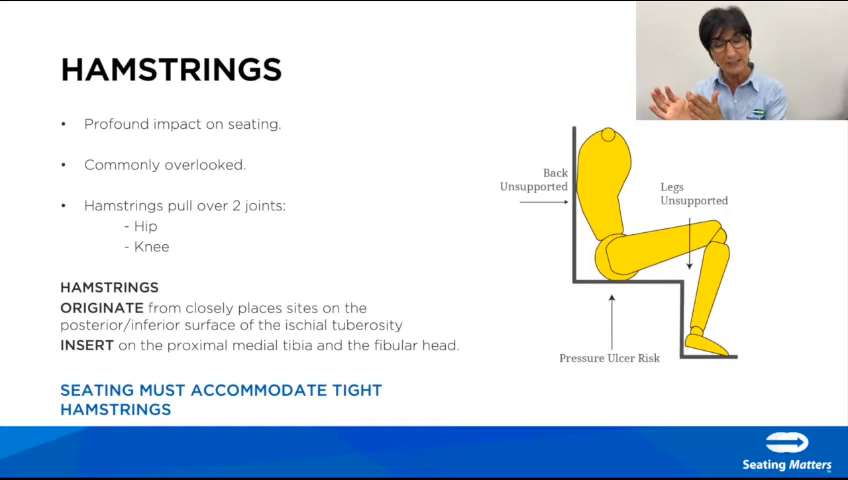 HAMSTRINGS
• Profound impact on seating.
• Commonly overlooked.
• Hamstrings pull over 2 joints:
- Hip
- Knee
HAMSTRINGS
ORIGINATE from closely places sites on the
posterior/inferior surface of the ischial tuberosity
INSERT on the proximal medial tibia and the fibular head.
SEATING MUST ACCOMMODATE TIGHT
HAMSTRINGS
Back
Unsupported
Legs
Unsupported
Pressure Ulcer Risk
Seating Matters